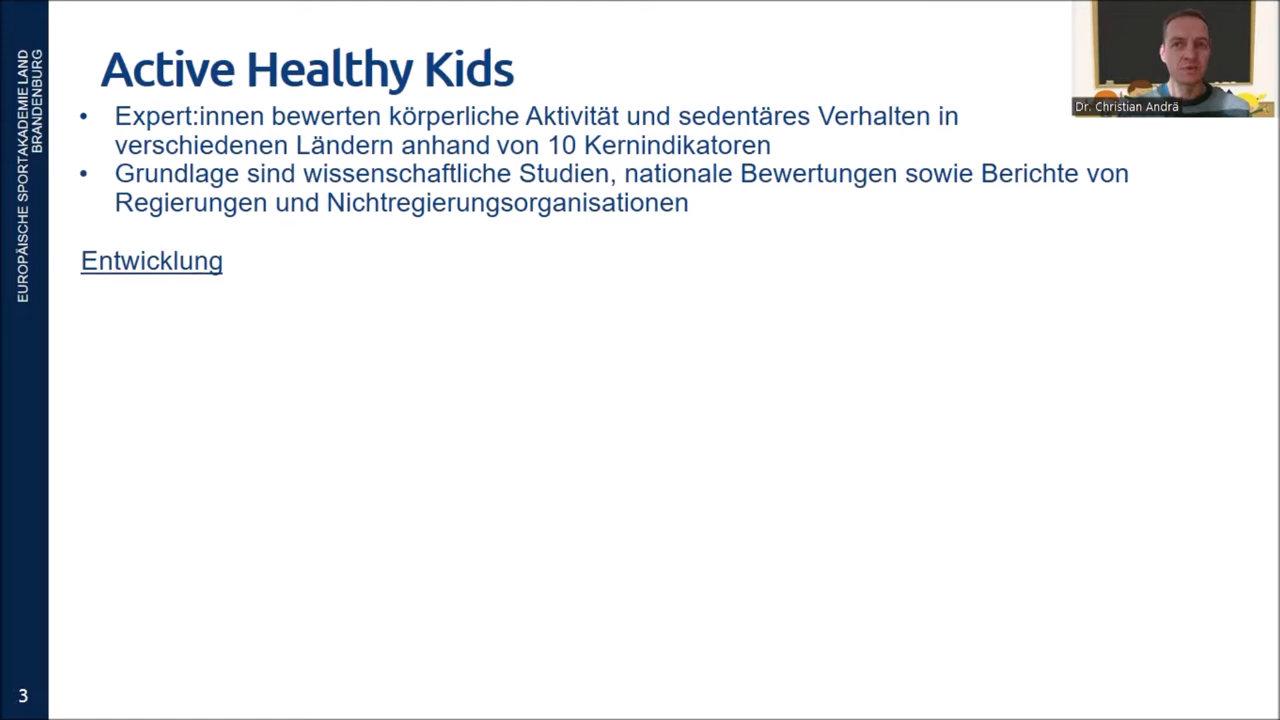 EUROPÄISCHE SPORTAKADEMIE LAND
BRANDENBURG
Active Healthy Kids
• Expert:innen bewerten körperliche Aktivität und sedentäres Verhalten in
verschiedenen Ländern anhand von 10 Kernindikatoren
• Grundlage sind wissenschaftliche Studien, nationale Bewertungen sowie Berichte von
Regierungen und Nichtregierungsorganisationen
Entwicklung
Dr. Christian Andrä
3